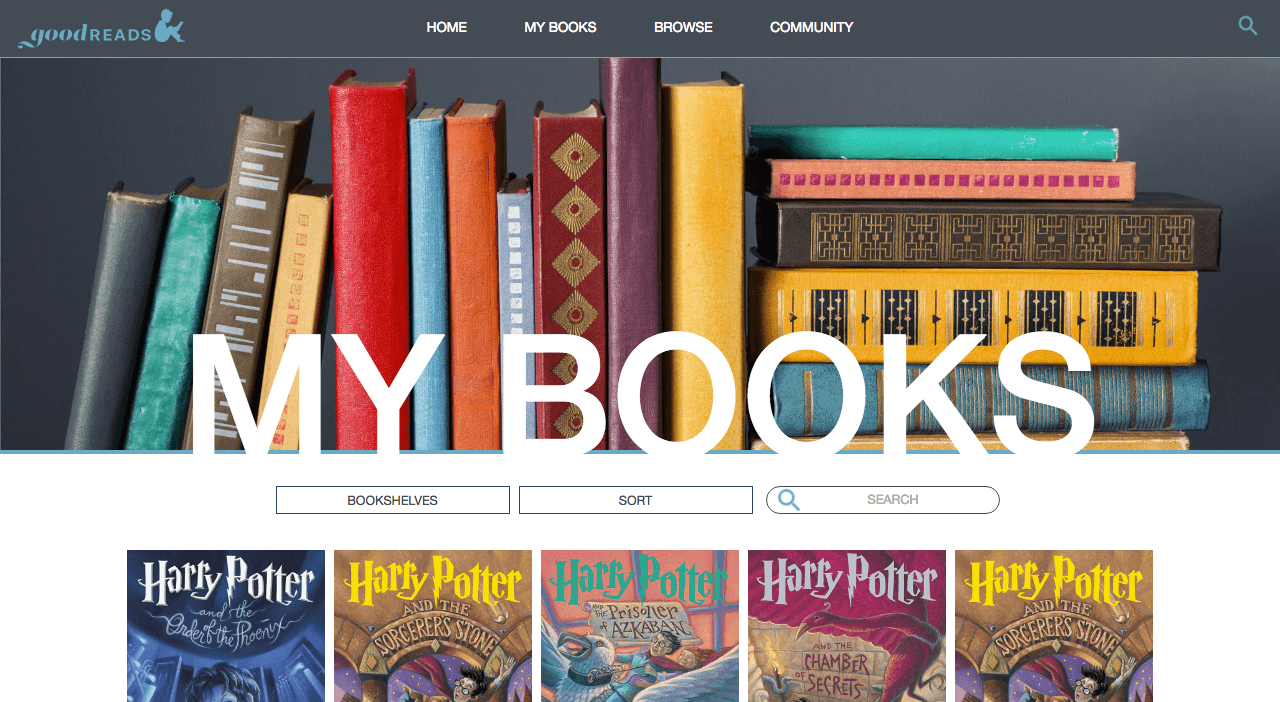 goodREADS HOME MY BOOKS BROWSE COMMUNITY
MY BOOKS
BOOKSHELVES SORT SEARCH
Harry Potter Harry Potter Harry Potter Harry Potter Harry Potter
and the
Order of the Phoenix
AND THE
SORCERER'S STONE
AND THE Prisoner
of AZKABAN
AND THE
CHAMBER
OF SECRETS
AND THE
SORCERER'S STONE